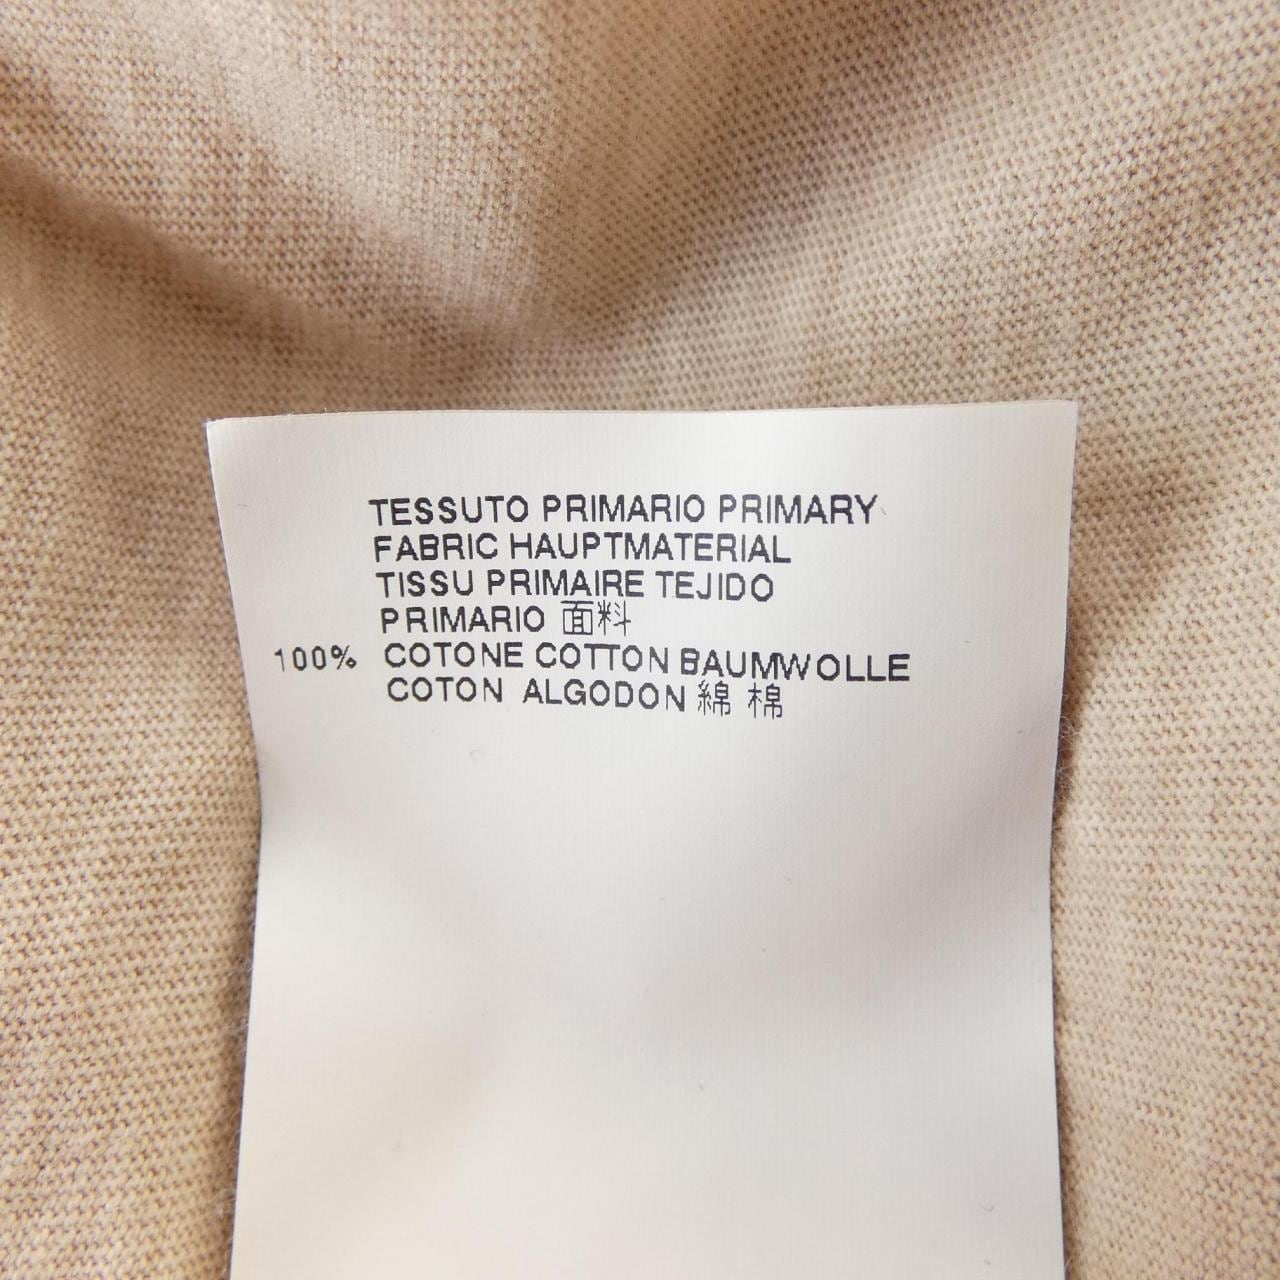 TESSUTO PRIMARIO PRIMARY
FABRIC HAUPTMATERIAL
TISSU PRIMAIRE TEJIDO
PRIMARIO 面料
100% COTONE COTTON BAUMWOLLE
COTON ALGODON 綿 棉